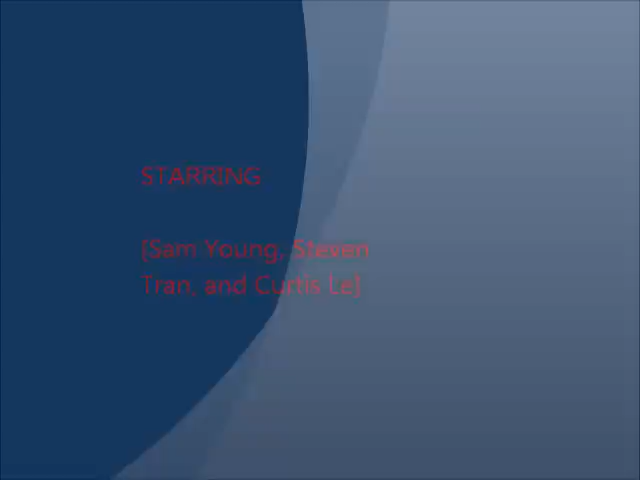 STARRING
[Sam Young, Steven
Tran, and Curtis Le]